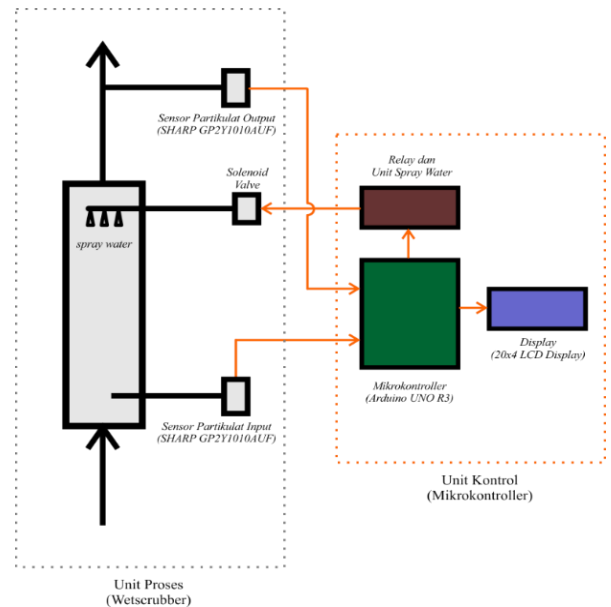 Sensor Partikulat Output
(SHARP GP2Y1010AUF)
Solenoid
Valve
spray water
Sensor Partikulat Input
(SHARP GP2Y1010AUF)
Unit Proses
(Wetscrubber)
Relay dan
Unit Spray Water
Mikrokontroller
(Arduino UNO R3)
Display
(20x4 LCD Display)
Unit Kontrol
(Mikrokontroller)